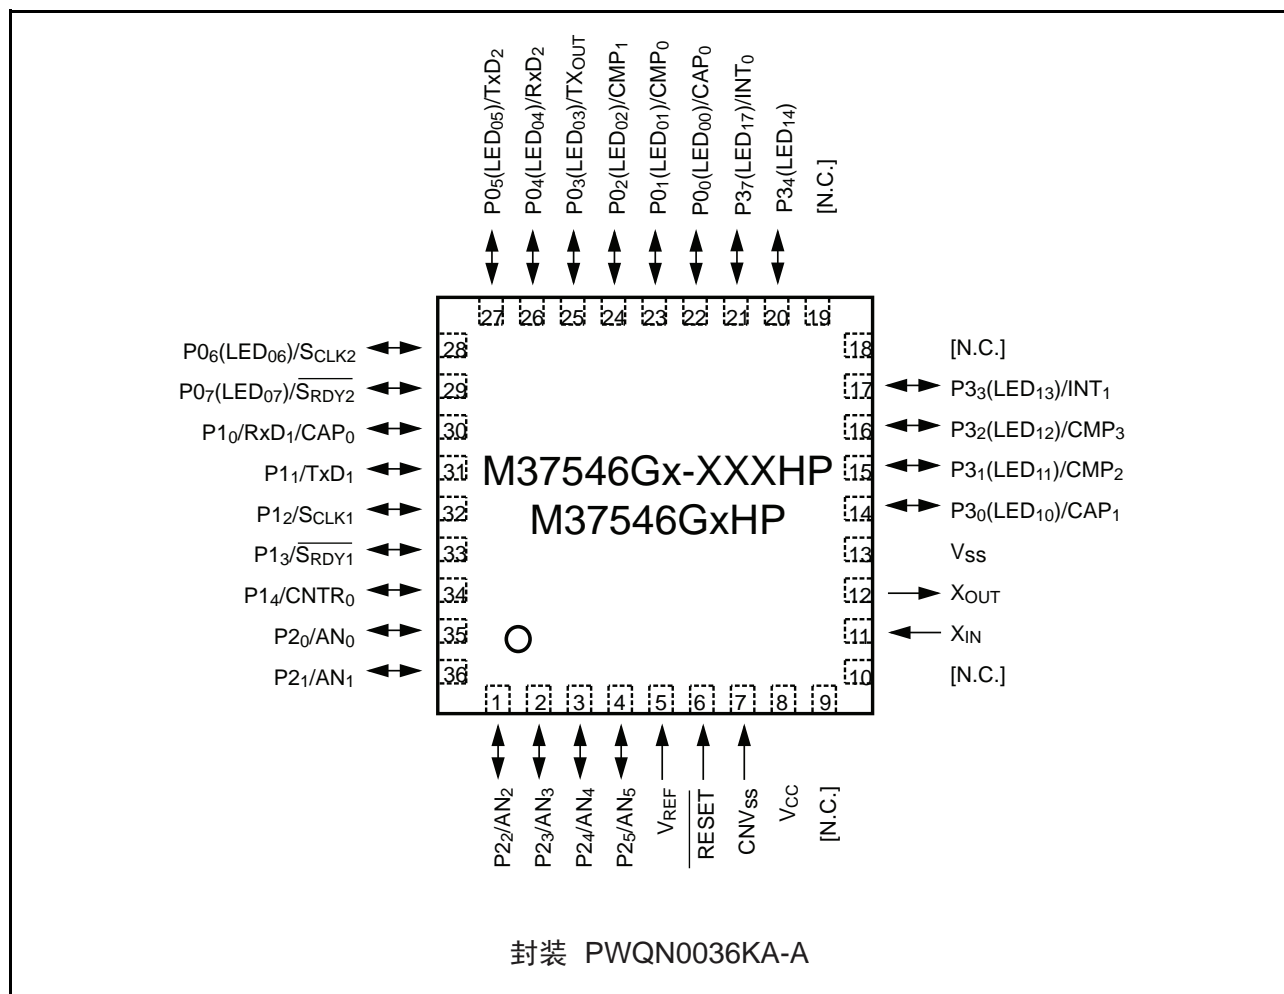 P0₅(LED₀₅)/TxD₂
P0₄(LED₀₄)/RxD₂
P0₃(LED₀₃)/TXOUT
P0₂(LED₀₂)/CMP₁
P0₁(LED₀₁)/CMP₀
P0₀(LED₀₀)/CAP₀
P3₇(LED₁₇)/INT₀
P3₄(LED₁₄)
[N.C.]
27 26 25 24 23 22 21 20 19
P0₆(LED₀₆)/SCLK2 28
P0₇(LED₀₇)/SRDY2 29
P1₀/RxD₁/CAP₀ 30
P1₁/TxD₁ 31
P1₂/SCLK1 32
P1₃/SRDY1 33
P1₄/CNTR₀ 34
P2₀/AN₀ 35
P2₁/AN₁ 36
M37546Gx-XXXHP
M37546GxHP
18 [N.C.]
17 P3₃(LED₁₃)/INT₁
16 P3₂(LED₁₂)/CMP₃
15 P3₁(LED₁₁)/CMP₂
14 P3₀(LED₁₀)/CAP₁
13 VSS
12 XOUT
11 XIN
10 [N.C.]
1 2 3 4 5 6 7 8 9
P2₂/AN₂
P2₃/AN₃
P2₄/AN₄
P2₅/AN₅
VREF
RESET
CNVSS
VCC
[N.C.]
封装 PWQN0036KA-A